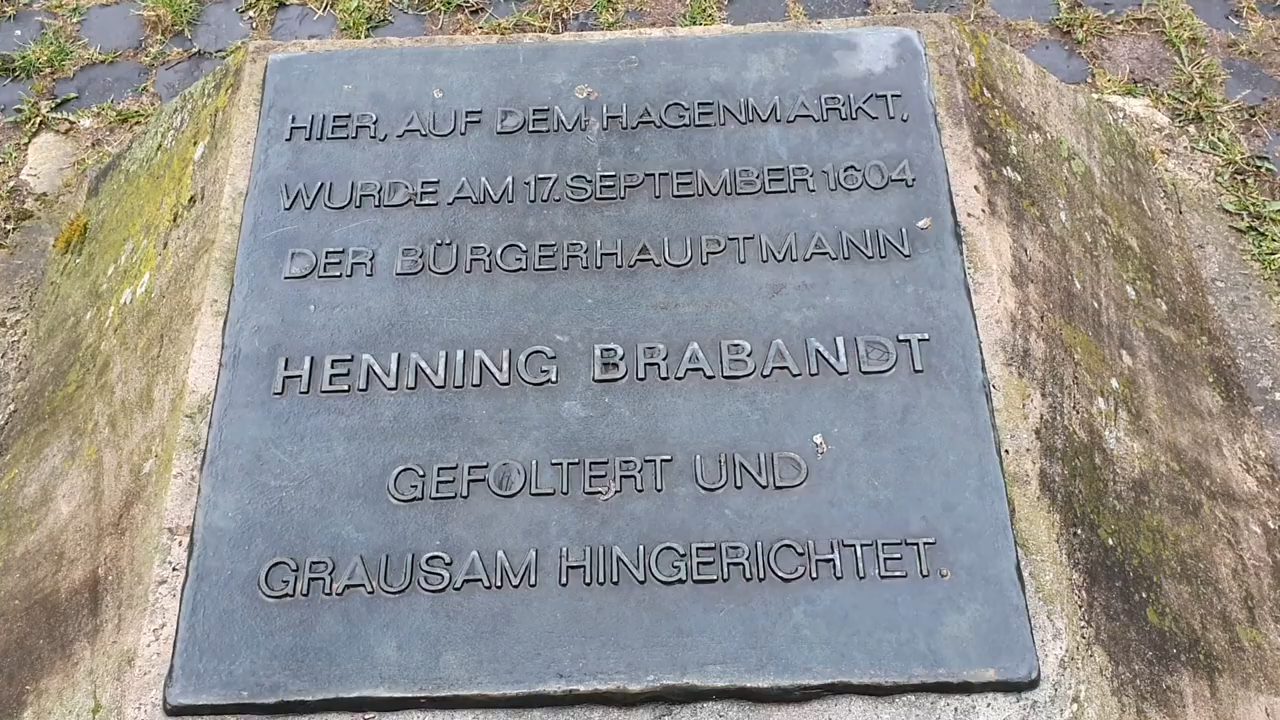 HIER, AUF DEM HAGENMARKT,
WURDE AM 17. SEPTEMBER 1604
DER BÜRGERHAUPTMANN
HENNING BRABANDT
GEFOLTERT UND
GRAUSAM HINGERICHTET.